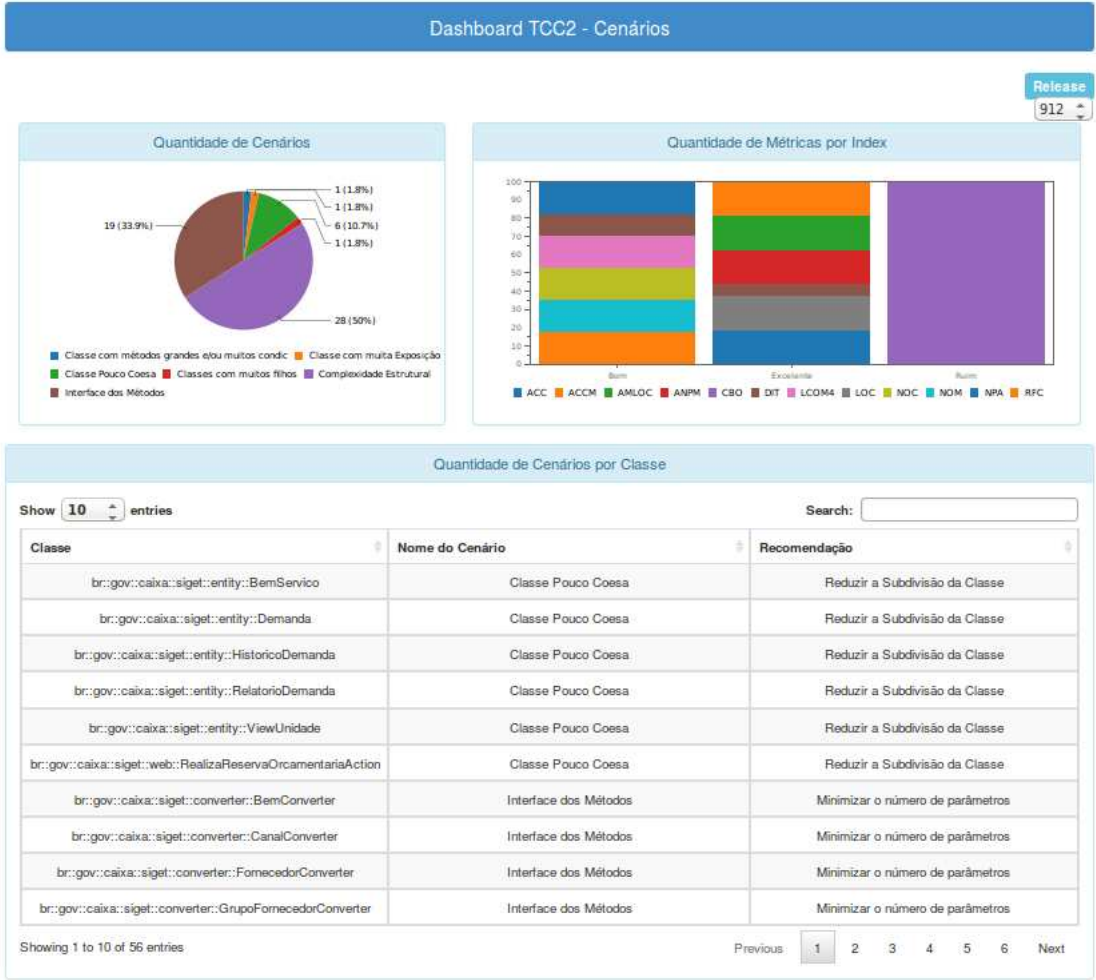 Dashboard TCC2 - Cenários
Release
912
Quantidade de Cenários
1 (1.8%)
1 (1.8%)
6 (10.7%)
1 (1.8%)
19 (33.9%)
28 (50%)
Classe com métodos grandes e/ou muitos condic Classe com muita Exposição
Classe Pouco Coesa Classes com muitos filhos Complexidade Estrutural
Interface dos Métodos
Quantidade de Métricas por Index
100
90
80
70
60
50
40
30
20
10
0
Bom Excelente Ruim
ACC ACCM AMLOC ANPM CBO DIT LCOM4 LOC NOC NOM NPA RFC
Quantidade de Cenários por Classe
Show 10 entries Search:
Classe Nome do Cenário Recomendação
br::gov::caixa::siget::entity::BemServico Classe Pouco Coesa Reduzir a Subdivisão da Classe
br::gov::caixa::siget::entity::Demanda Classe Pouco Coesa Reduzir a Subdivisão da Classe
br::gov::caixa::siget::entity::HistoricoDemanda Classe Pouco Coesa Reduzir a Subdivisão da Classe
br::gov::caixa::siget::entity::RelatorioDemanda Classe Pouco Coesa Reduzir a Subdivisão da Classe
br::gov::caixa::siget::entity::ViewUnidade Classe Pouco Coesa Reduzir a Subdivisão da Classe
br::gov::caixa::siget::web::RealizaReservaOrcamentariaAction Classe Pouco Coesa Reduzir a Subdivisão da Classe
br::gov::caixa::siget::converter::BemConverter Interface dos Métodos Minimizar o número de parâmetros
br::gov::caixa::siget::converter::CanalConverter Interface dos Métodos Minimizar o número de parâmetros
br::gov::caixa::siget::converter::FornecedorConverter Interface dos Métodos Minimizar o número de parâmetros
br::gov::caixa::siget::converter::GrupoFornecedorConverter Interface dos Métodos Minimizar o número de parâmetros
Showing 1 to 10 of 56 entries Previous 1 2 3 4 5 6 Next